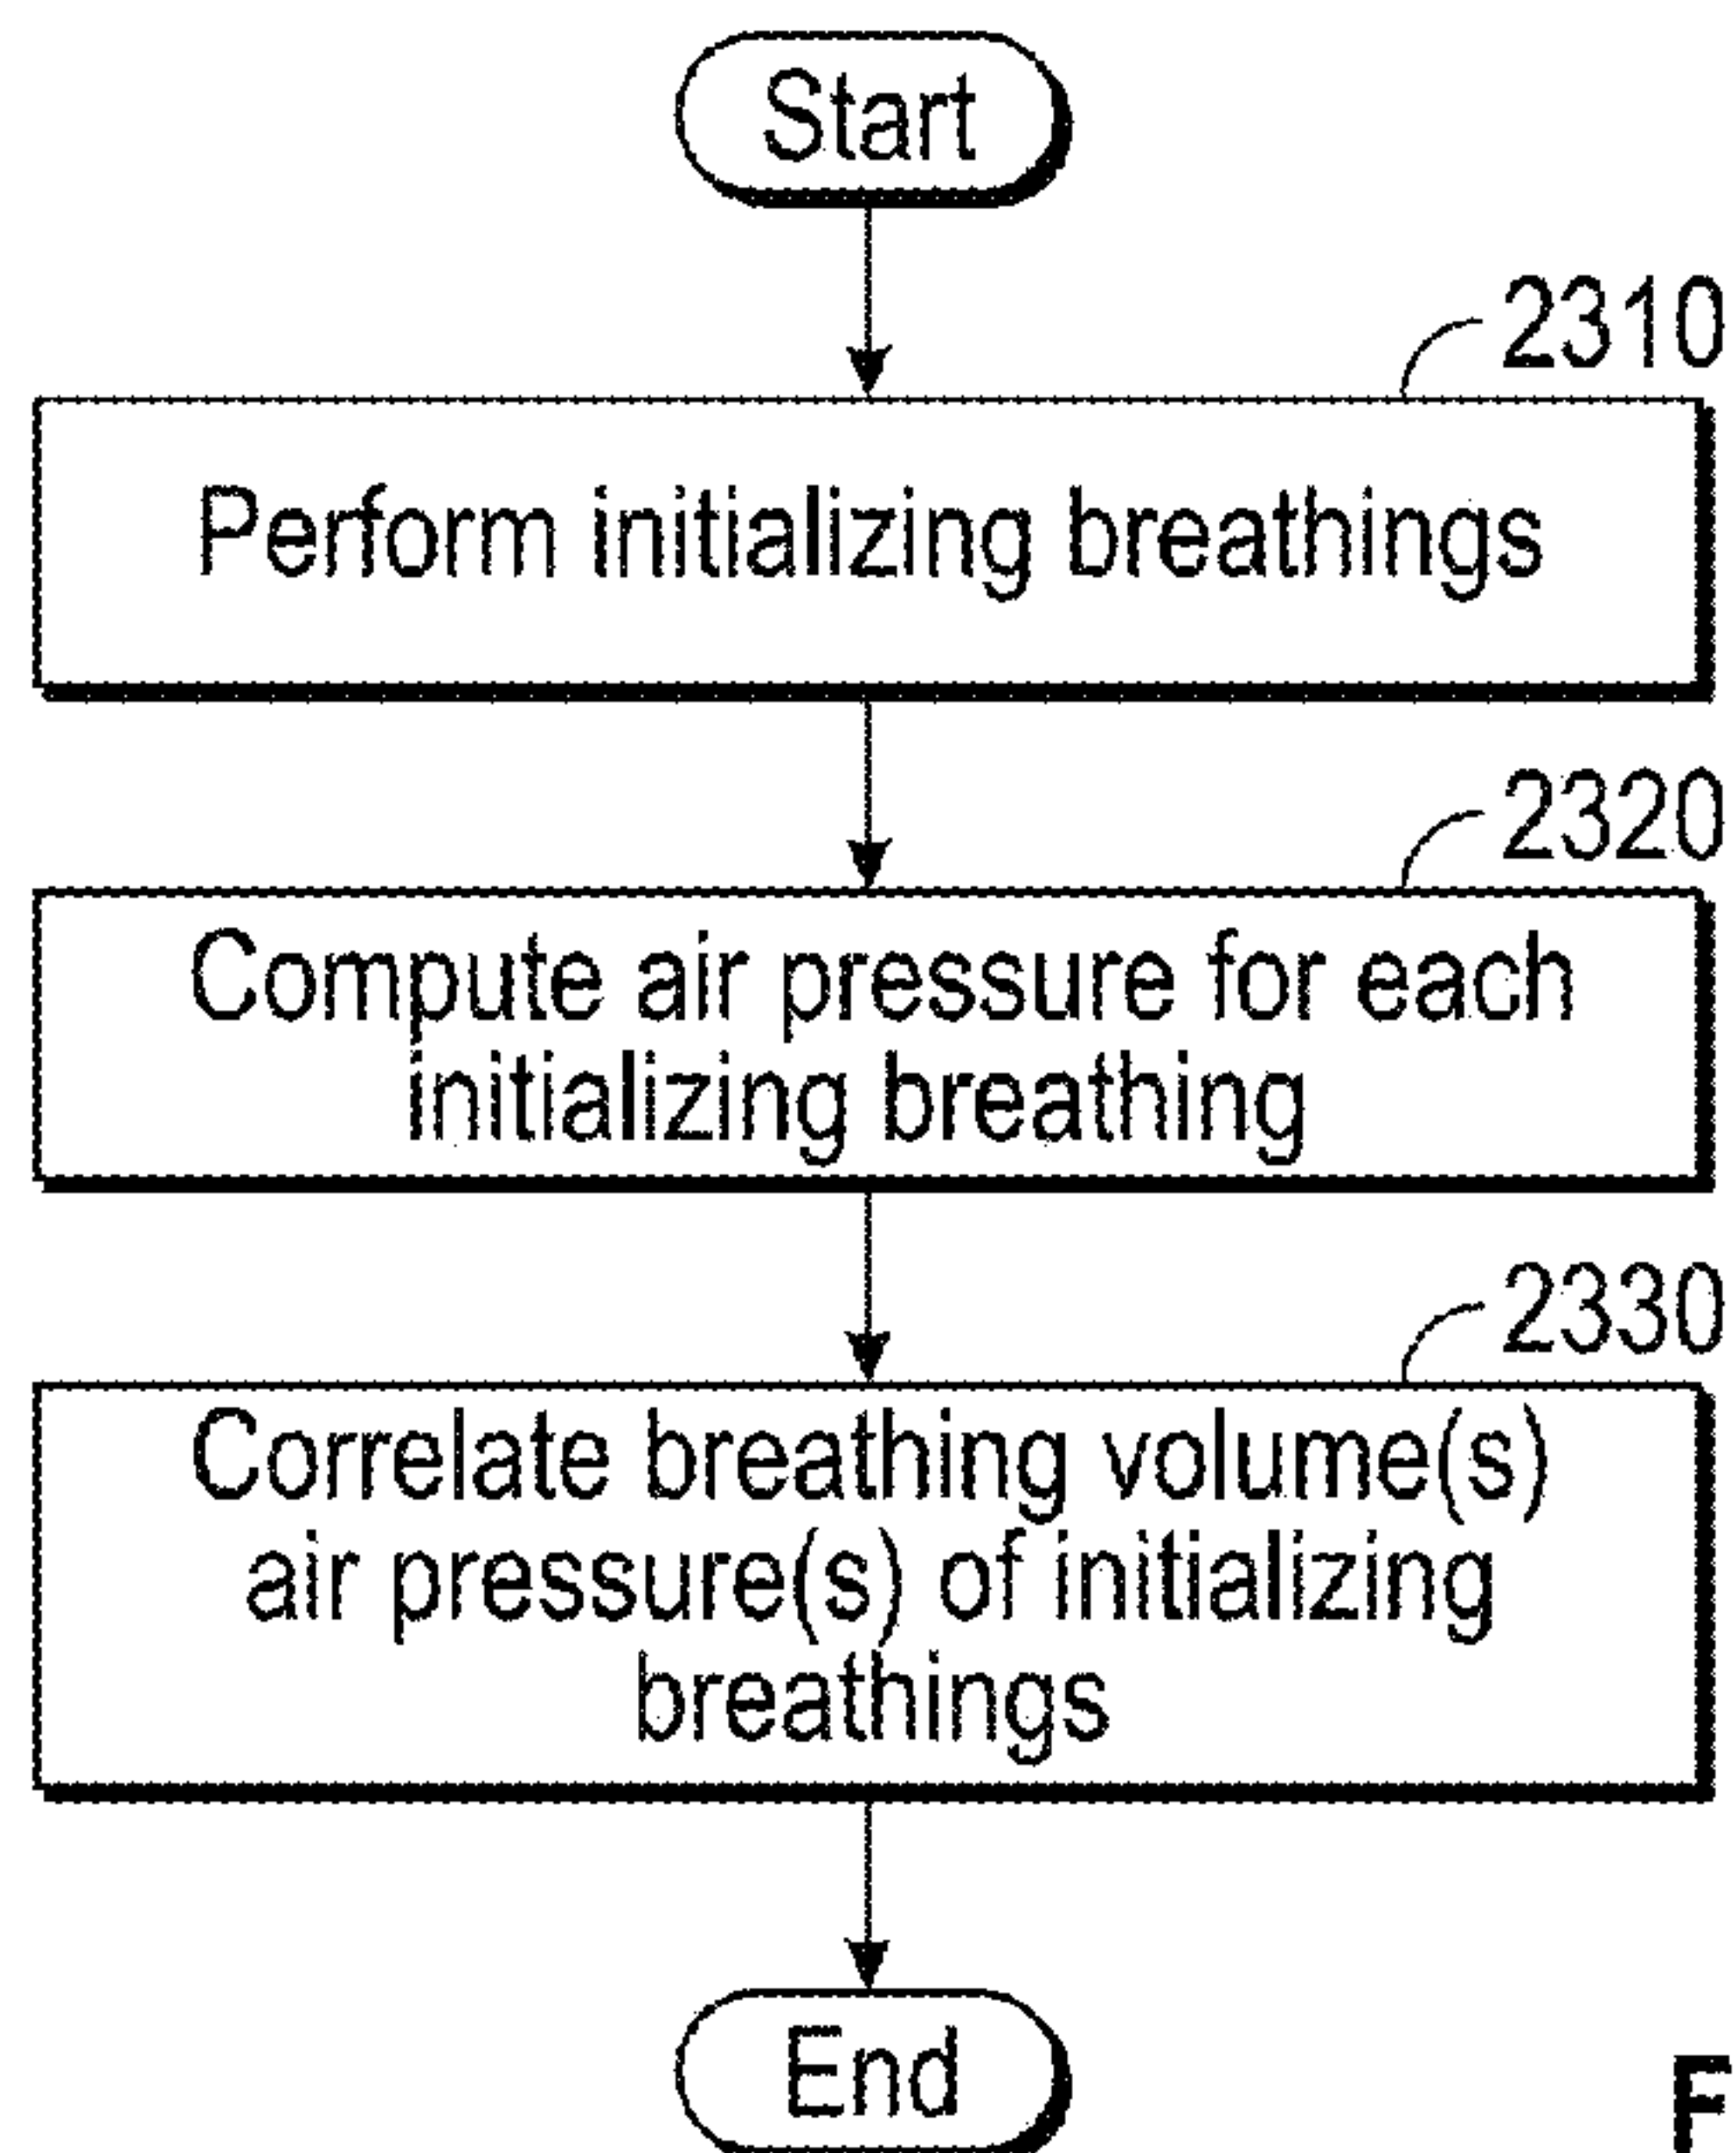 Start
2310
Perform initializing breathings
2320
Compute air pressure for each
initializing breathing
2330
Correlate breathing volume(s)
air pressure(s) of initializing
breathings
End
F